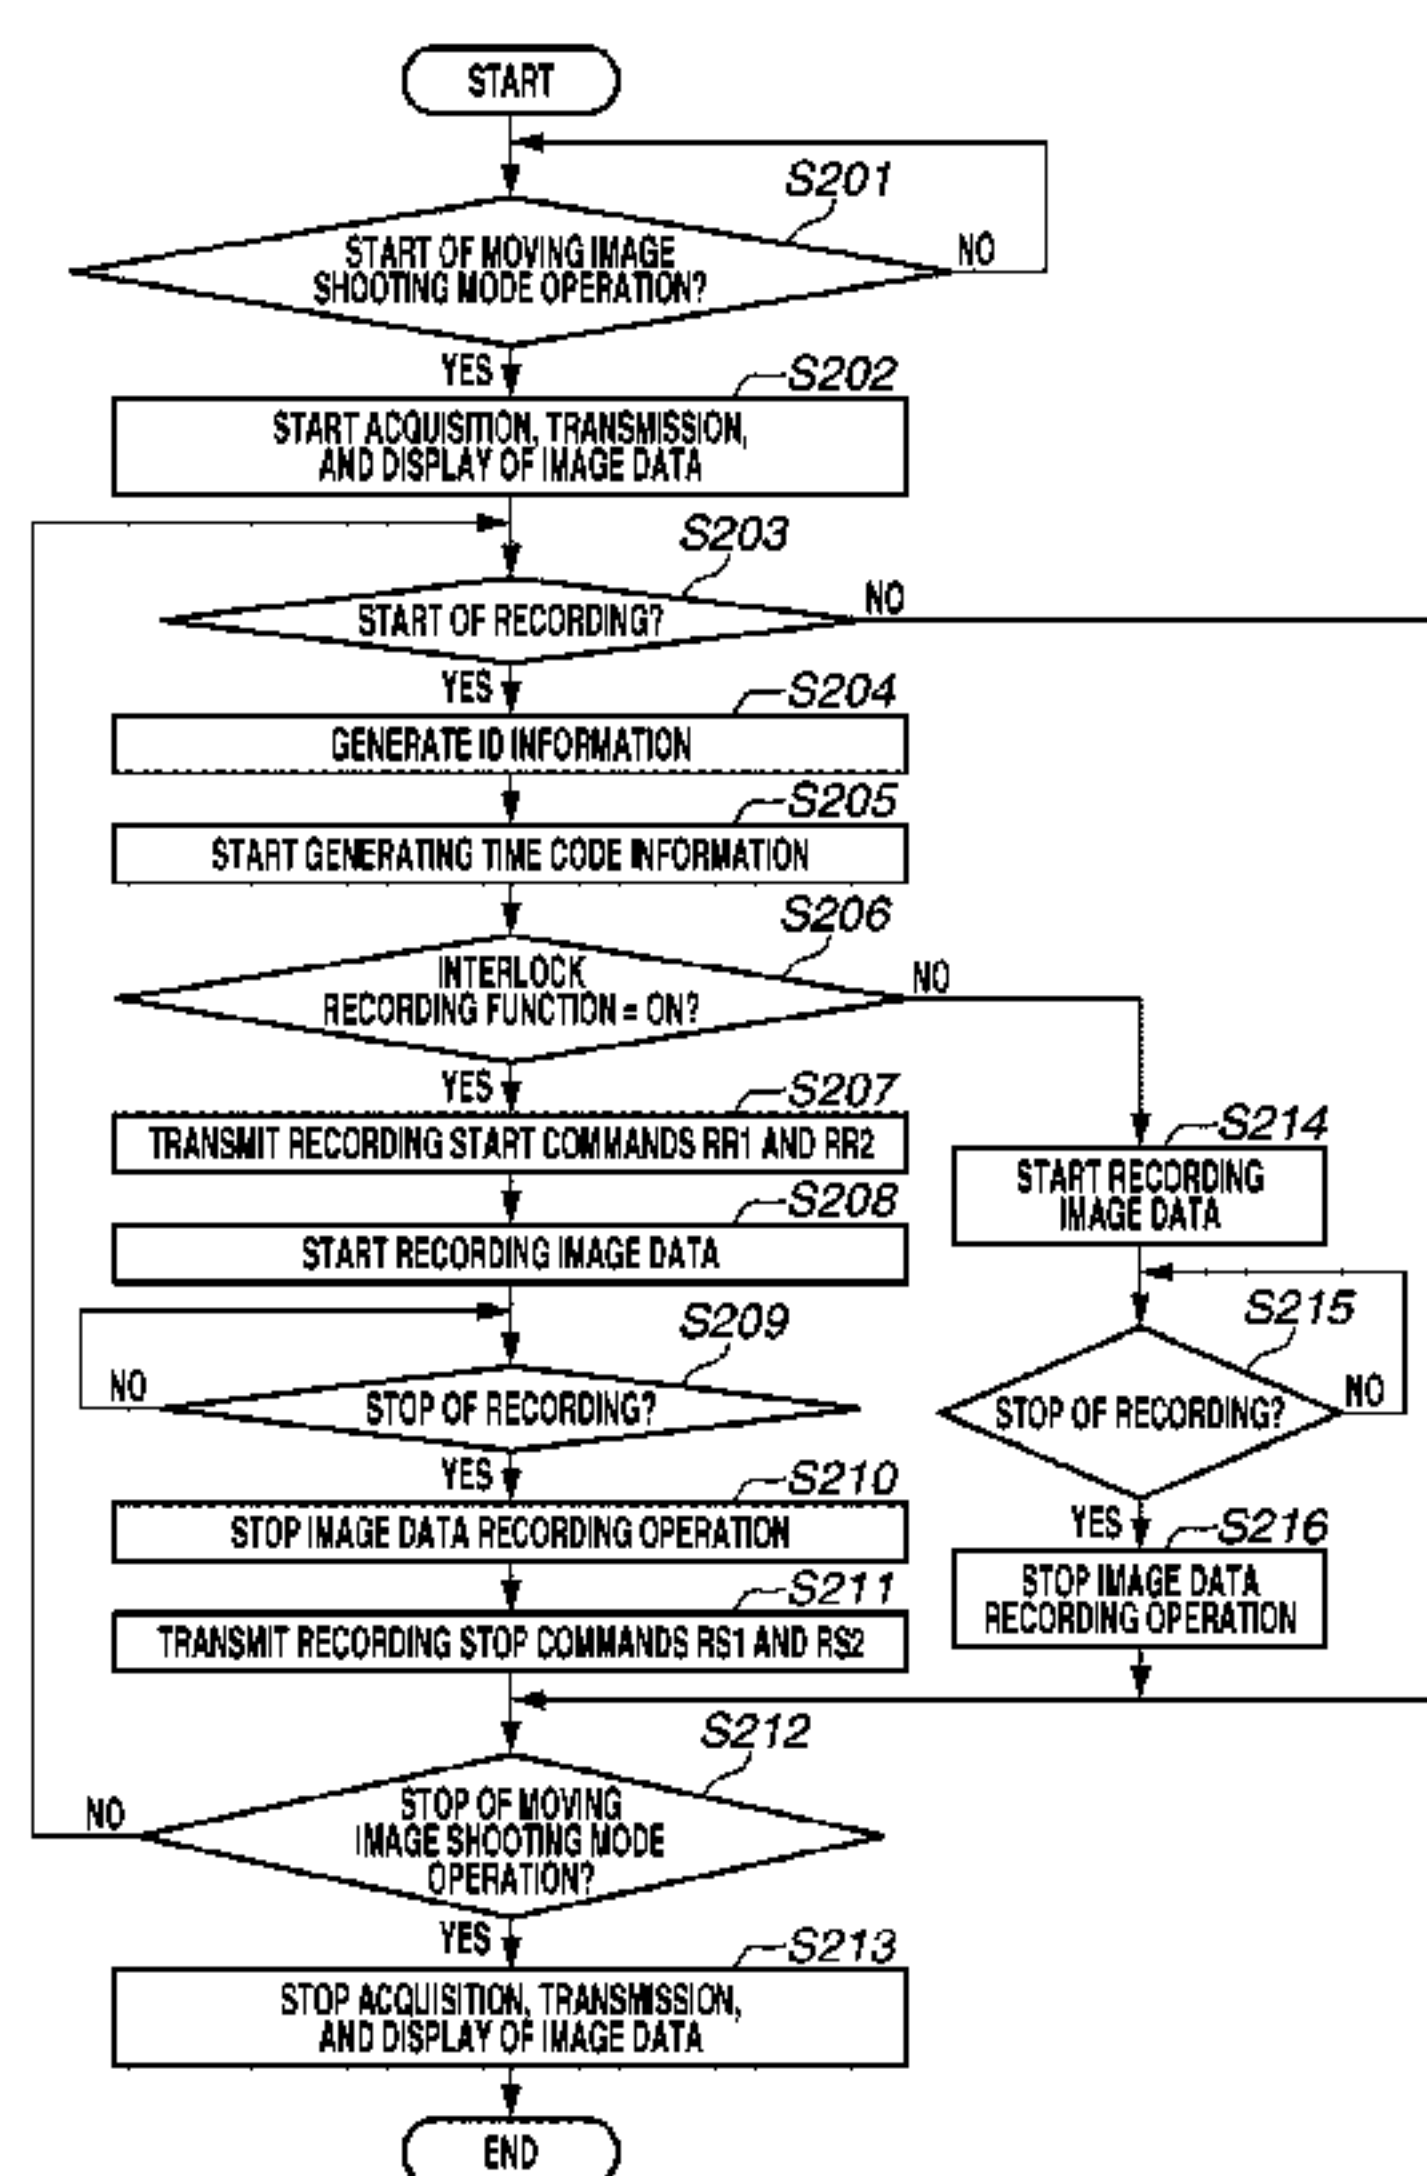 START
S201
START OF MOVING IMAGE
SHOOTING MODE OPERATION?
NO
YES
S202
START ACQUISITION, TRANSMISSION,
AND DISPLAY OF IMAGE DATA
S203
START OF RECORDING?
NO
YES
S204
GENERATE ID INFORMATION
S205
START GENERATING TIME CODE INFORMATION
S206
INTERLOCK
RECORDING FUNCTION = ON?
NO
YES
S207
TRANSMIT RECORDING START COMMANDS RR1 AND RR2
S208
START RECORDING IMAGE DATA
S209
STOP OF RECORDING?
NO
YES
S210
STOP IMAGE DATA RECORDING OPERATION
S211
TRANSMIT RECORDING STOP COMMANDS RS1 AND RS2
S214
START RECORDING
IMAGE DATA
S215
STOP OF RECORDING?
NO
YES
S216
STOP IMAGE DATA
RECORDING OPERATION
S212
STOP OF MOVING
IMAGE SHOOTING MODE
OPERATION?
NO
YES
S213
STOP ACQUISITION, TRANSMISSION,
AND DISPLAY OF IMAGE DATA
END